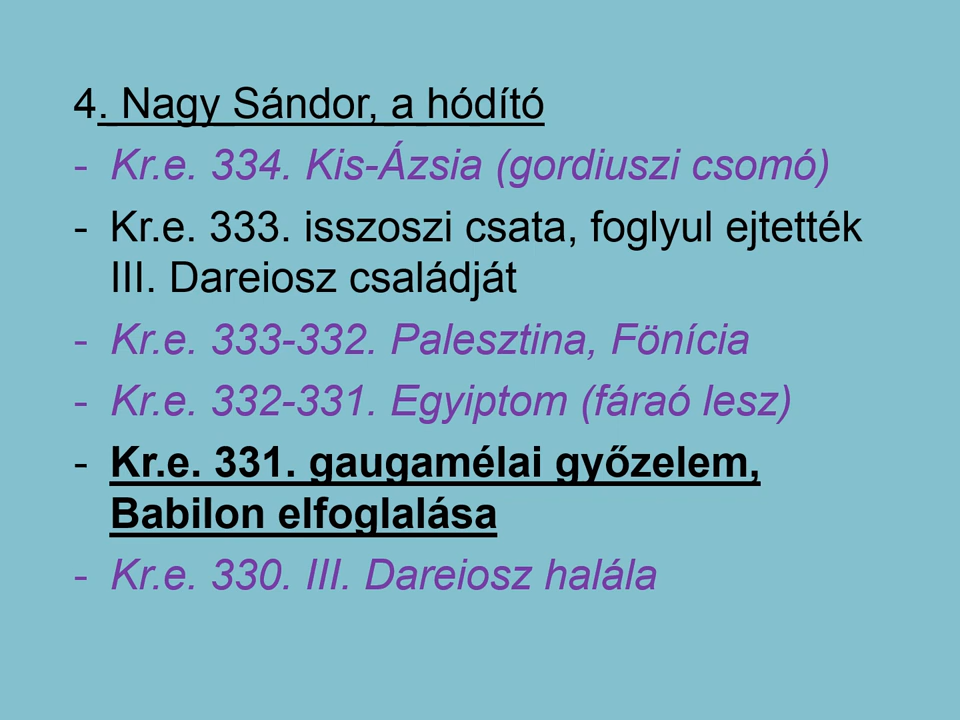 4. Nagy Sándor, a hódító
- Kr.e. 334. Kis-Ázsia (gordiuszi csomó)
- Kr.e. 333. isszoszi csata, foglyul ejtették
III. Dareiosz családját
- Kr.e. 333-332. Palesztina, Fönícia
- Kr.e. 332-331. Egyiptom (fáraó lesz)
- Kr.e. 331. gaugamélai győzelem,
Babilon elfoglalása
- Kr.e. 330. III. Dareiosz halála